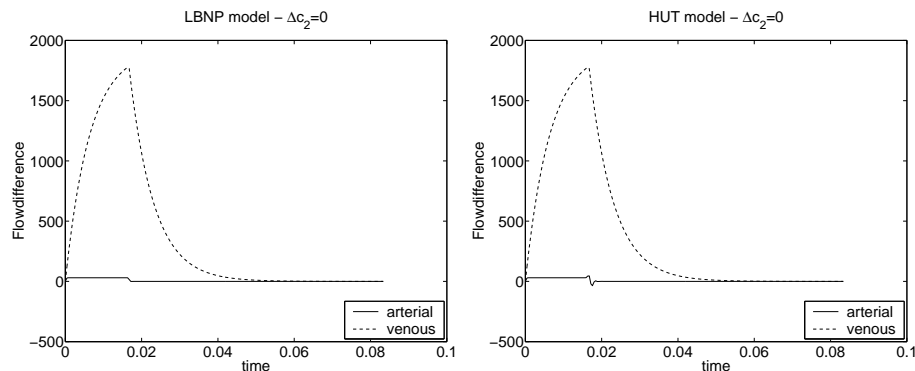 LBNP model – Δc2=0
2000
1500
1000
500
0
−500
0
0.02
0.04
0.06
0.08
0.1
Flowdifference
time
arterial
venous
HUT model – Δc2=0
2000
1500
1000
500
0
−500
0
0.02
0.04
0.06
0.08
0.1
Flowdifference
time
arterial
venous